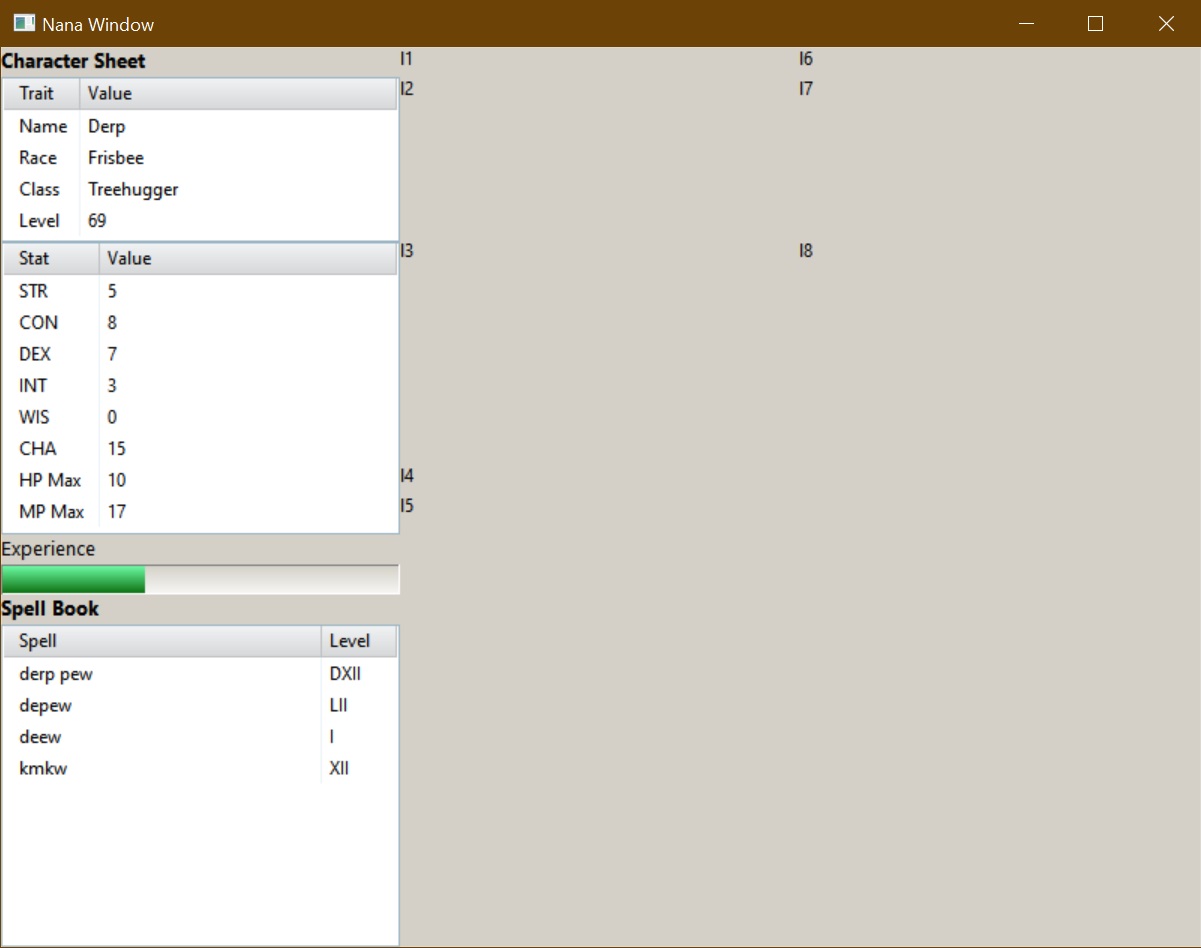 Nana Window
Character Sheet
Trait Value
Name Derp
Race Frisbee
Class Treehugger
Level 69
Stat Value
STR 5
CON 8
DEX 7
INT 3
WIS 0
CHA 15
HP Max 10
MP Max 17
Experience
Spell Book
Spell Level
derp pew DXII
depew LII
deew I
kmkw XII
l1
l2
l3
l4
l5
l6
l7
l8